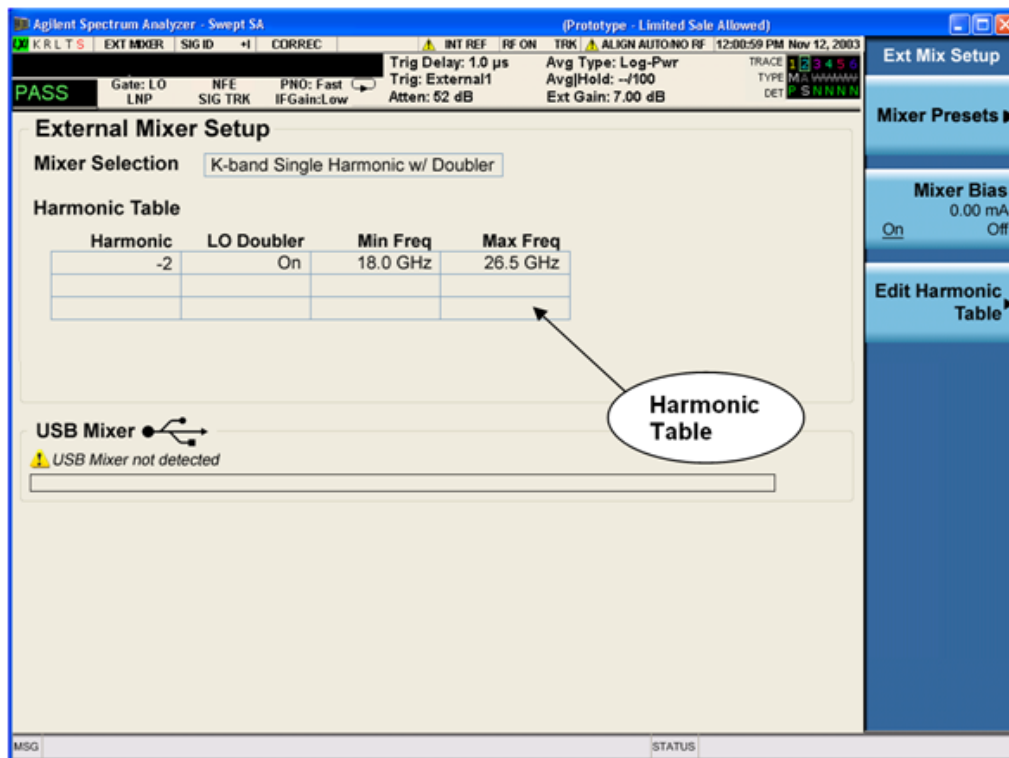 Agilent Spectrum Analyzer - Swept SA (Prototype - Limited Sale Allowed)
K R L T S EXT MIXER SIG ID +I CORREC INT REF RF ON TRK ALIGN AUTO/NO RF 12:00:59 PM Nov 12, 2003
PASS
Gate: LO
LNP
NFE
SIG TRK
PNO: Fast
IFGain:Low
Trig Delay: 1.0 µs
Trig: External1
Atten: 52 dB
Avg Type: Log-Pwr
Avg|Hold: --/100
Ext Gain: 7.00 dB
TRACE 1 2 3 4 5 6
TYPE M A WWWW
DET P S N N N N
External Mixer Setup
Mixer Selection K-band Single Harmonic w/ Doubler
Harmonic Table
Harmonic LO Doubler Min Freq Max Freq
-2 On 18.0 GHz 26.5 GHz
Harmonic
Table
USB Mixer
USB Mixer not detected
Ext Mix Setup
Mixer Presets
Mixer Bias
0.00 mA
On Off
Edit Harmonic
Table
MSG STATUS